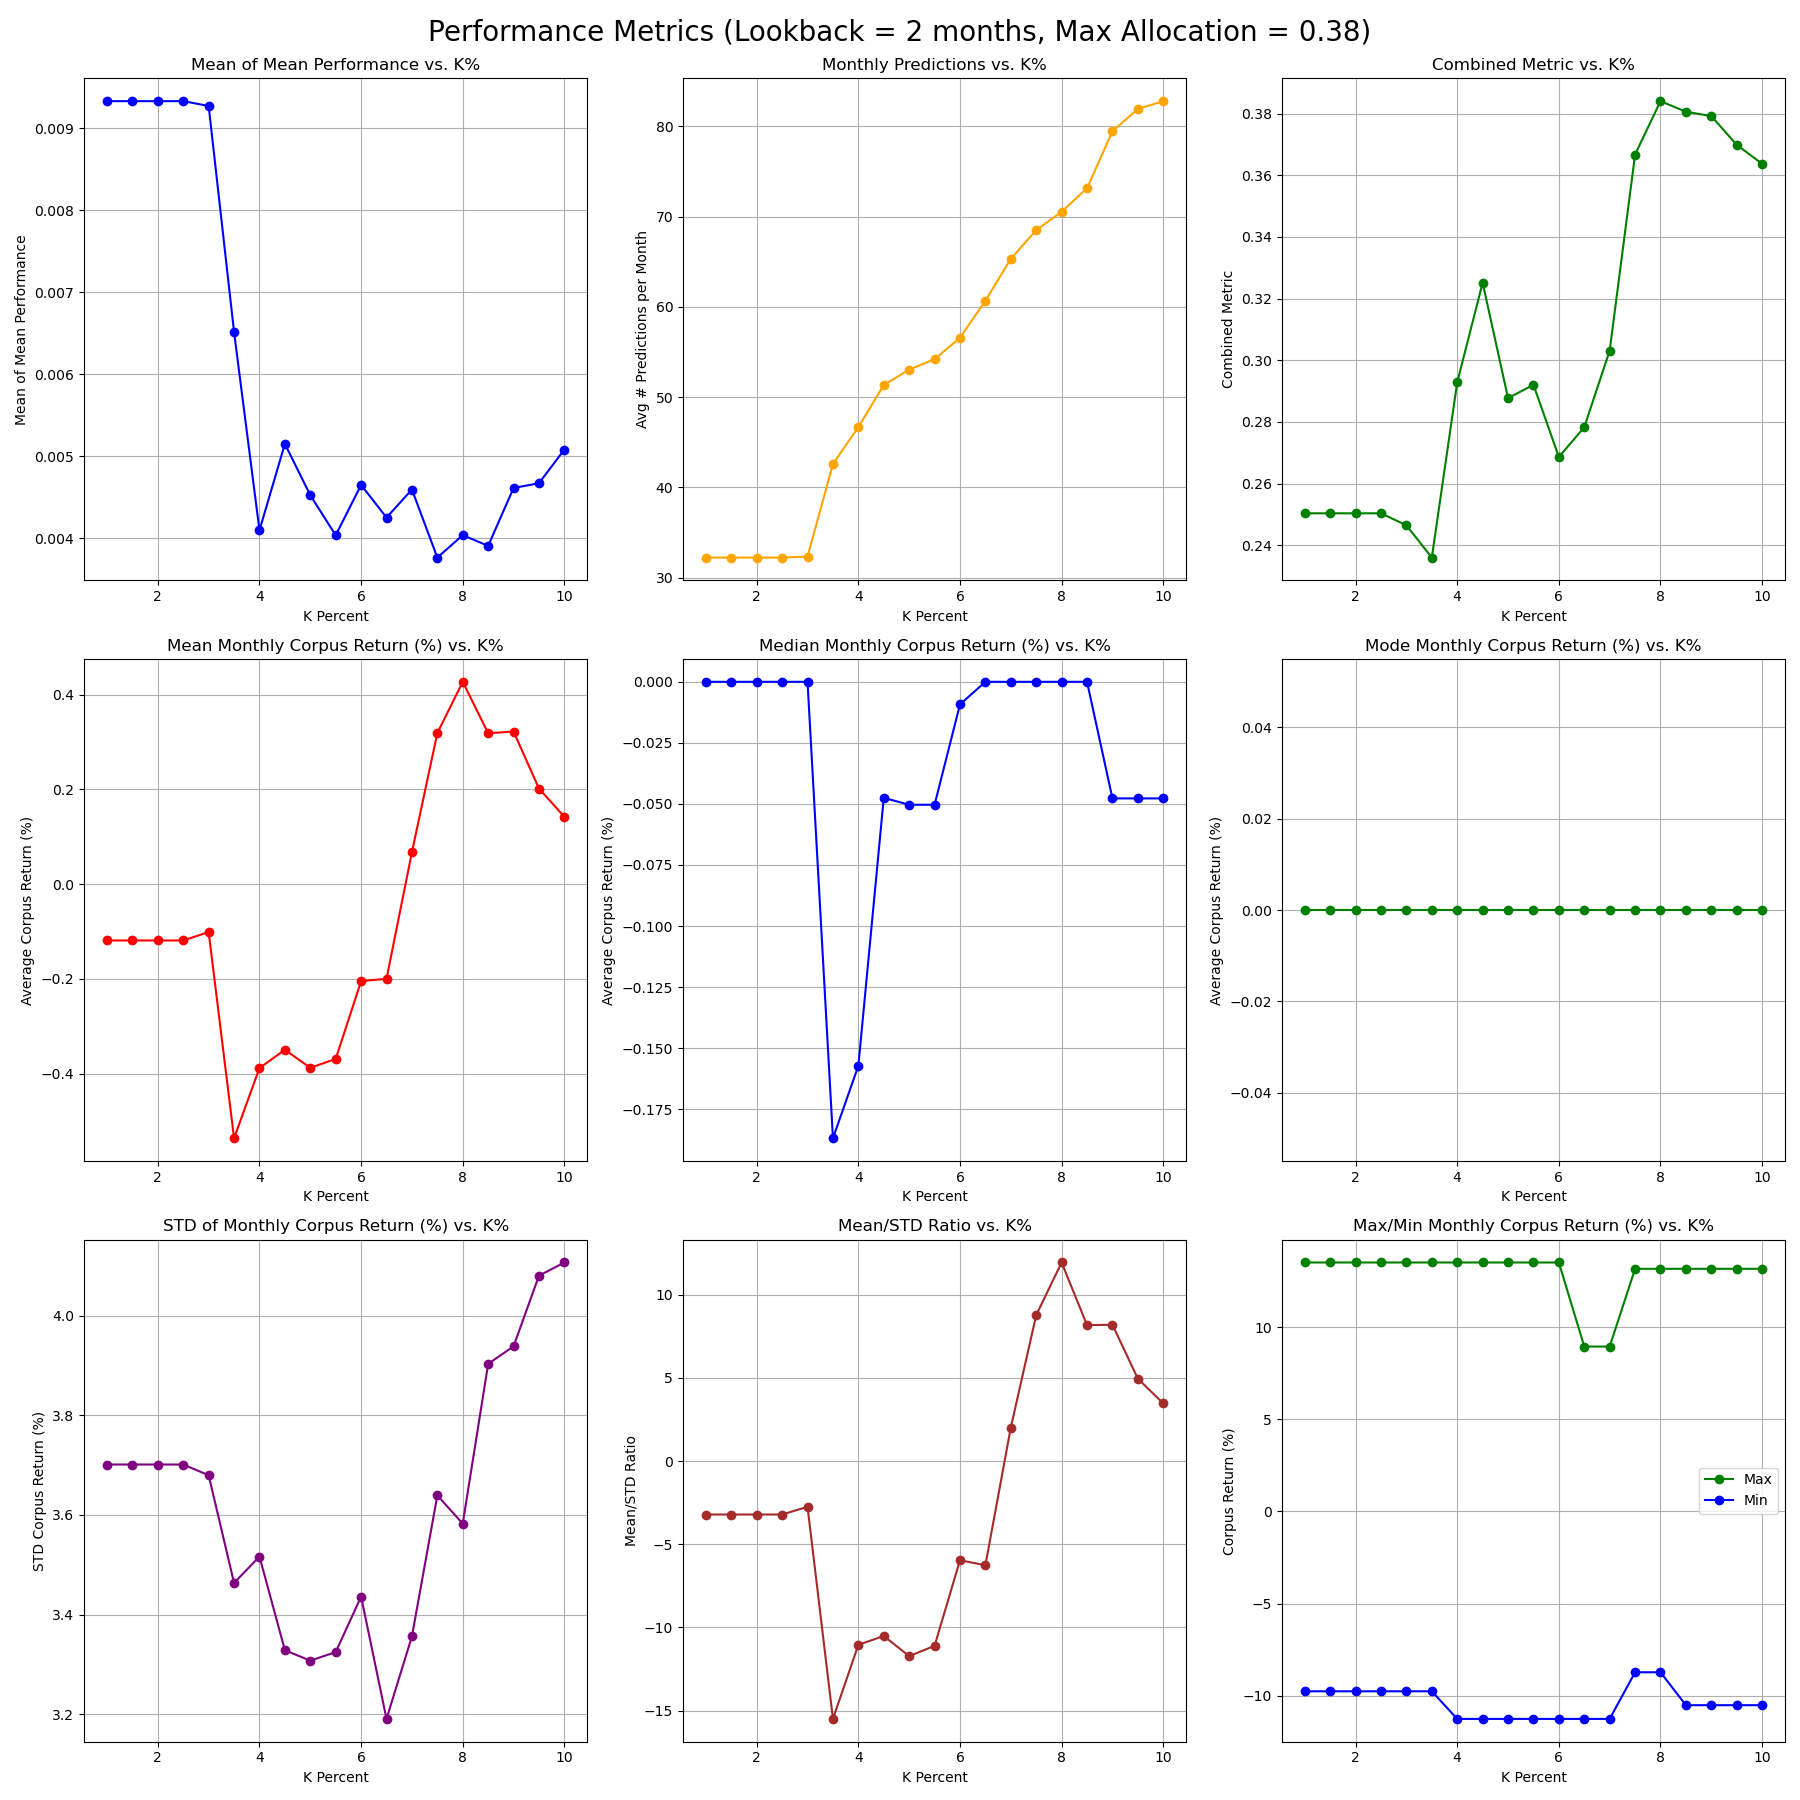 Performance Metrics (Lookback = 2 months, Max Allocation = 0.38)
Mean of Mean Performance vs. K%
Mean of Mean Performance
0.009
0.008
0.007
0.006
0.005
0.004
2 4 6 8 10
K Percent
Monthly Predictions vs. K%
Avg # Predictions per Month
80
70
60
50
40
30
2 4 6 8 10
K Percent
Combined Metric vs. K%
Combined Metric
0.38
0.36
0.34
0.32
0.30
0.28
0.26
0.24
2 4 6 8 10
K Percent
Mean Monthly Corpus Return (%) vs. K%
Average Corpus Return (%)
0.4
0.2
0.0
−0.2
−0.4
2 4 6 8 10
K Percent
Median Monthly Corpus Return (%) vs. K%
Average Corpus Return (%)
0.000
−0.025
−0.050
−0.075
−0.100
−0.125
−0.150
−0.175
2 4 6 8 10
K Percent
Mode Monthly Corpus Return (%) vs. K%
Average Corpus Return (%)
0.04
0.02
0.00
−0.02
−0.04
2 4 6 8 10
K Percent
STD of Monthly Corpus Return (%) vs. K%
STD Corpus Return (%)
4.0
3.8
3.6
3.4
3.2
2 4 6 8 10
K Percent
Mean/STD Ratio vs. K%
Mean/STD Ratio
10
5
0
−5
−10
−15
2 4 6 8 10
K Percent
Max/Min Monthly Corpus Return (%) vs. K%
Corpus Return (%)
10
5
0
−5
−10
Max
Min
2 4 6 8 10
K Percent